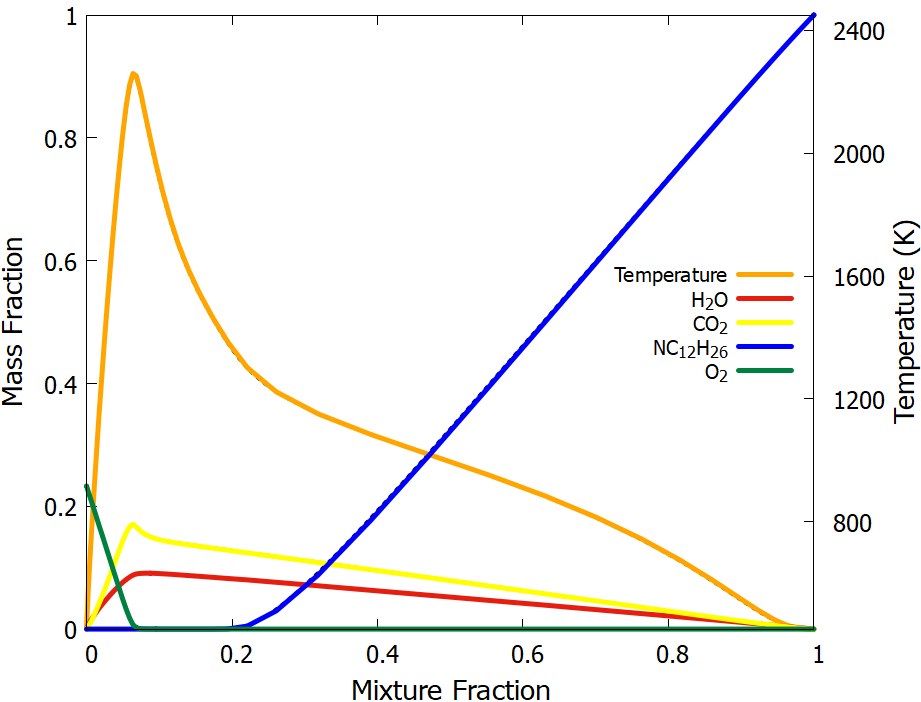 1
0.8
0.6
0.4
0.2
0
Mass Fraction
2400
2000
1600
1200
800
Temperature (K)
Temperature
H₂O
CO₂
NC₁₂H₂₆
O₂
0 0.2 0.4 0.6 0.8 1
Mixture Fraction